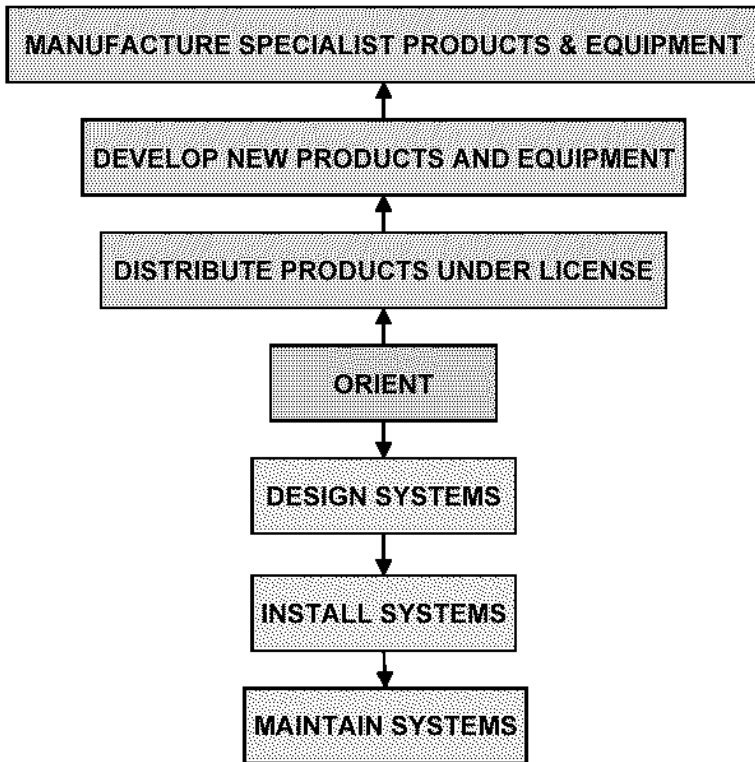 MANUFACTURE SPECIALIST PRODUCTS & EQUIPMENT
DEVELOP NEW PRODUCTS AND EQUIPMENT
DISTRIBUTE PRODUCTS UNDER LICENSE
ORIENT
DESIGN SYSTEMS
INSTALL SYSTEMS
MAINTAIN SYSTEMS